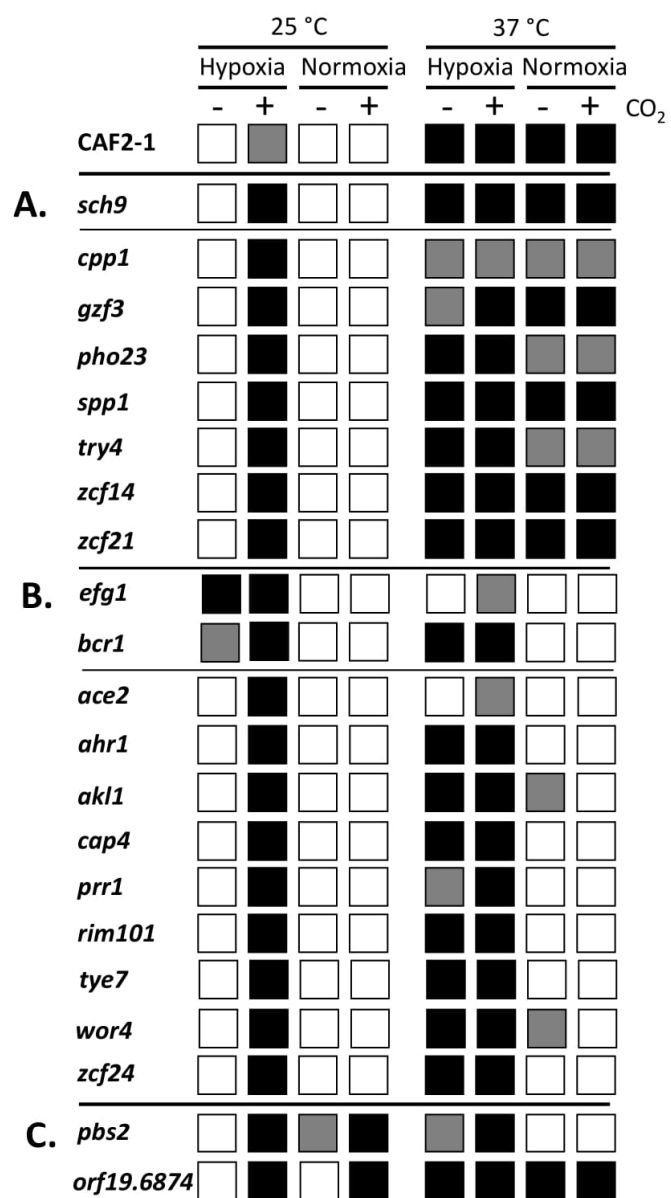 25 °C 37 °C
Hypoxia Normoxia Hypoxia Normoxia
- + - + - + - + CO2
CAF2-1
A. sch9
cpp1
gzf3
pho23
spp1
try4
zcf14
zcf21
B. efg1
bcr1
ace2
ahr1
akl1
cap4
prr1
rim101
tye7
wor4
zcf24
C. pbs2
orf19.6874